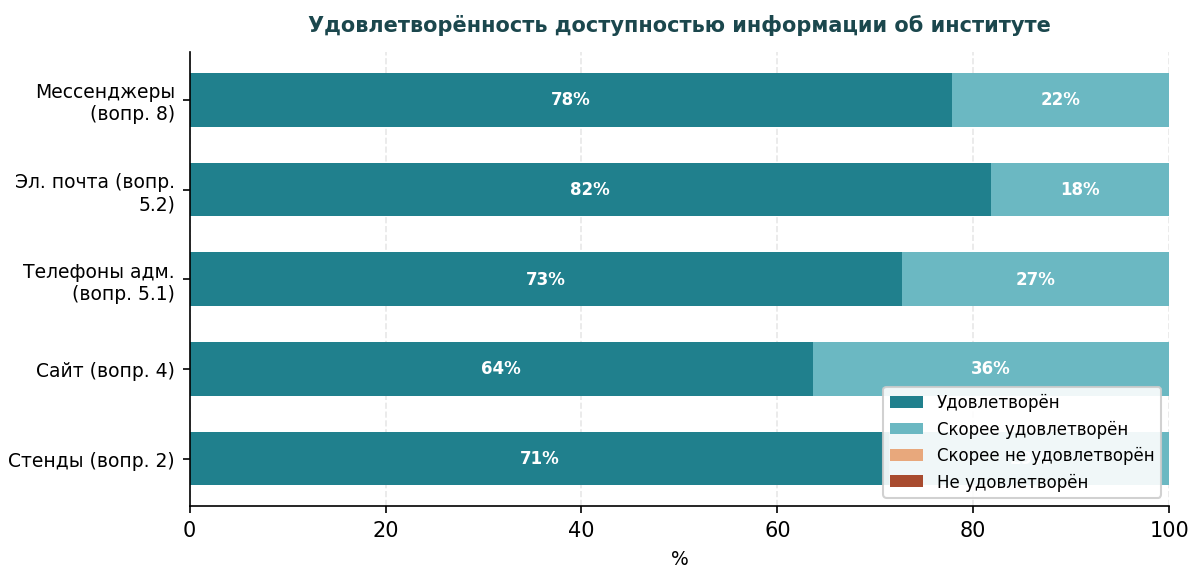 Удовлетворённость доступностью информации об институте
Мессенджеры
(вопр. 8)
78%
22%
Эл. почта (вопр.
5.2)
82%
18%
Телефоны адм.
(вопр. 5.1)
73%
27%
Сайт (вопр. 4)
64%
36%
Стенды (вопр. 2)
71%
Удовлетворён
Скорее удовлетворён
Скорее не удовлетворён
Не удовлетворён
0
20
40
60
80
100
%